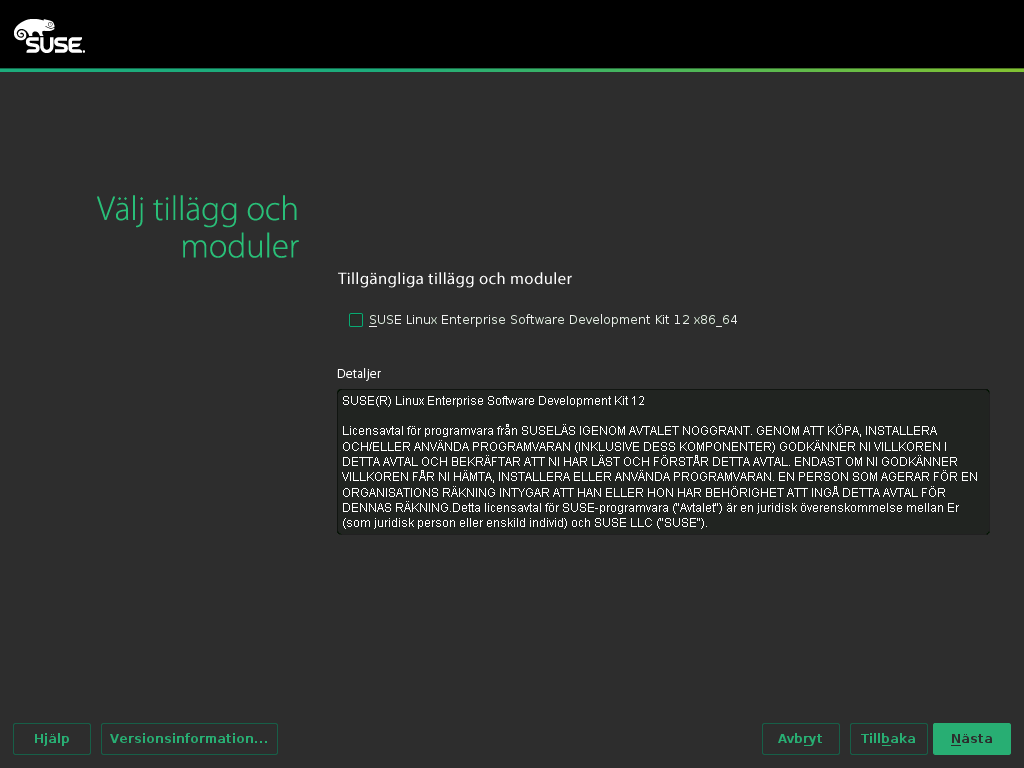 SUSE.
Välj tillägg och
moduler
Tillgängliga tillägg och moduler
SUSE Linux Enterprise Software Development Kit 12 x86_64
Detaljer
SUSE(R) Linux Enterprise Software Development Kit 12
Licensavtal för programvara från SUSELÄS IGENOM AVTALET NOGGRANT. GENOM ATT KÖPA, INSTALLERA
OCH/ELLER ANVÄNDA PROGRAMVARAN (INKLUSIVE DESS KOMPONENTER) GODKÄNNER NI VILLKOREN I
DETTA AVTAL OCH BEKRÄFTAR ATT NI HAR LÄST OCH FÖRSTÅR DETTA AVTAL. ENDAST OM NI GODKÄNNER
VILLKOREN FÅR NI HÄMTA, INSTALLERA ELLER ANVÄNDA PROGRAMVARAN. EN PERSON SOM AGERAR FÖR EN
ORGANISATIONS RÄKNING INTYGAR ATT HAN ELLER HON HAR BEHÖRIGHET ATT INGÅ DETTA AVTAL FÖR
DENNAS RÄKNING.Detta licensavtal för SUSE-programvara ("Avtalet") är en juridisk överenskommelse mellan Er
(som juridisk person eller enskild individ) och SUSE LLC ("SUSE").
Hjälp
Versionsinformation...
Avbryt
Tillbaka
Nästa